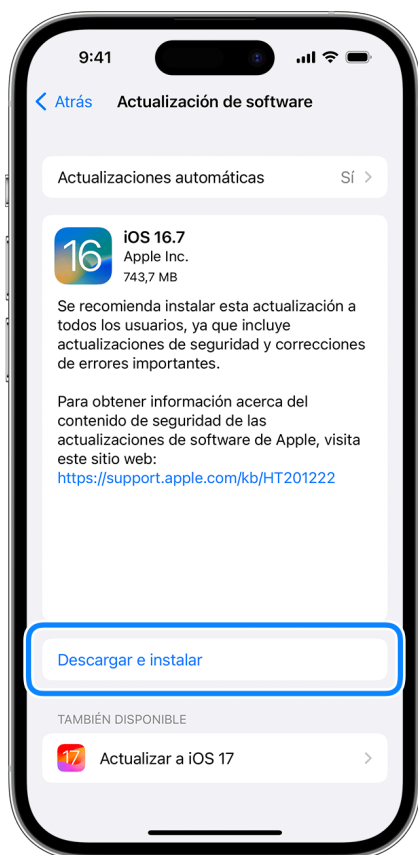 9:41
Atrás Actualización de software
Actualizaciones automáticas Sí
16 iOS 16.7
Apple Inc.
743,7 MB
Se recomienda instalar esta actualización a
todos los usuarios, ya que incluye
actualizaciones de seguridad y correcciones
de errores importantes.
Para obtener información acerca del
contenido de seguridad de las
actualizaciones de software de Apple, visita
este sitio web:
https://support.apple.com/kb/HT201222
Descargar e instalar
TAMBIÉN DISPONIBLE
17 Actualizar a iOS 17